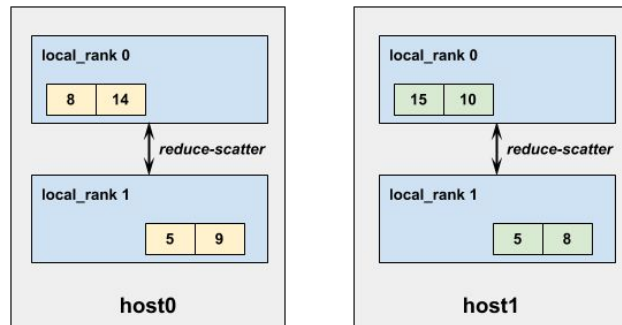 local_rank 0
8 14
reduce-scatter
local_rank 1
5 9
host0
local_rank 0
15 10
reduce-scatter
local_rank 1
5 8
host1